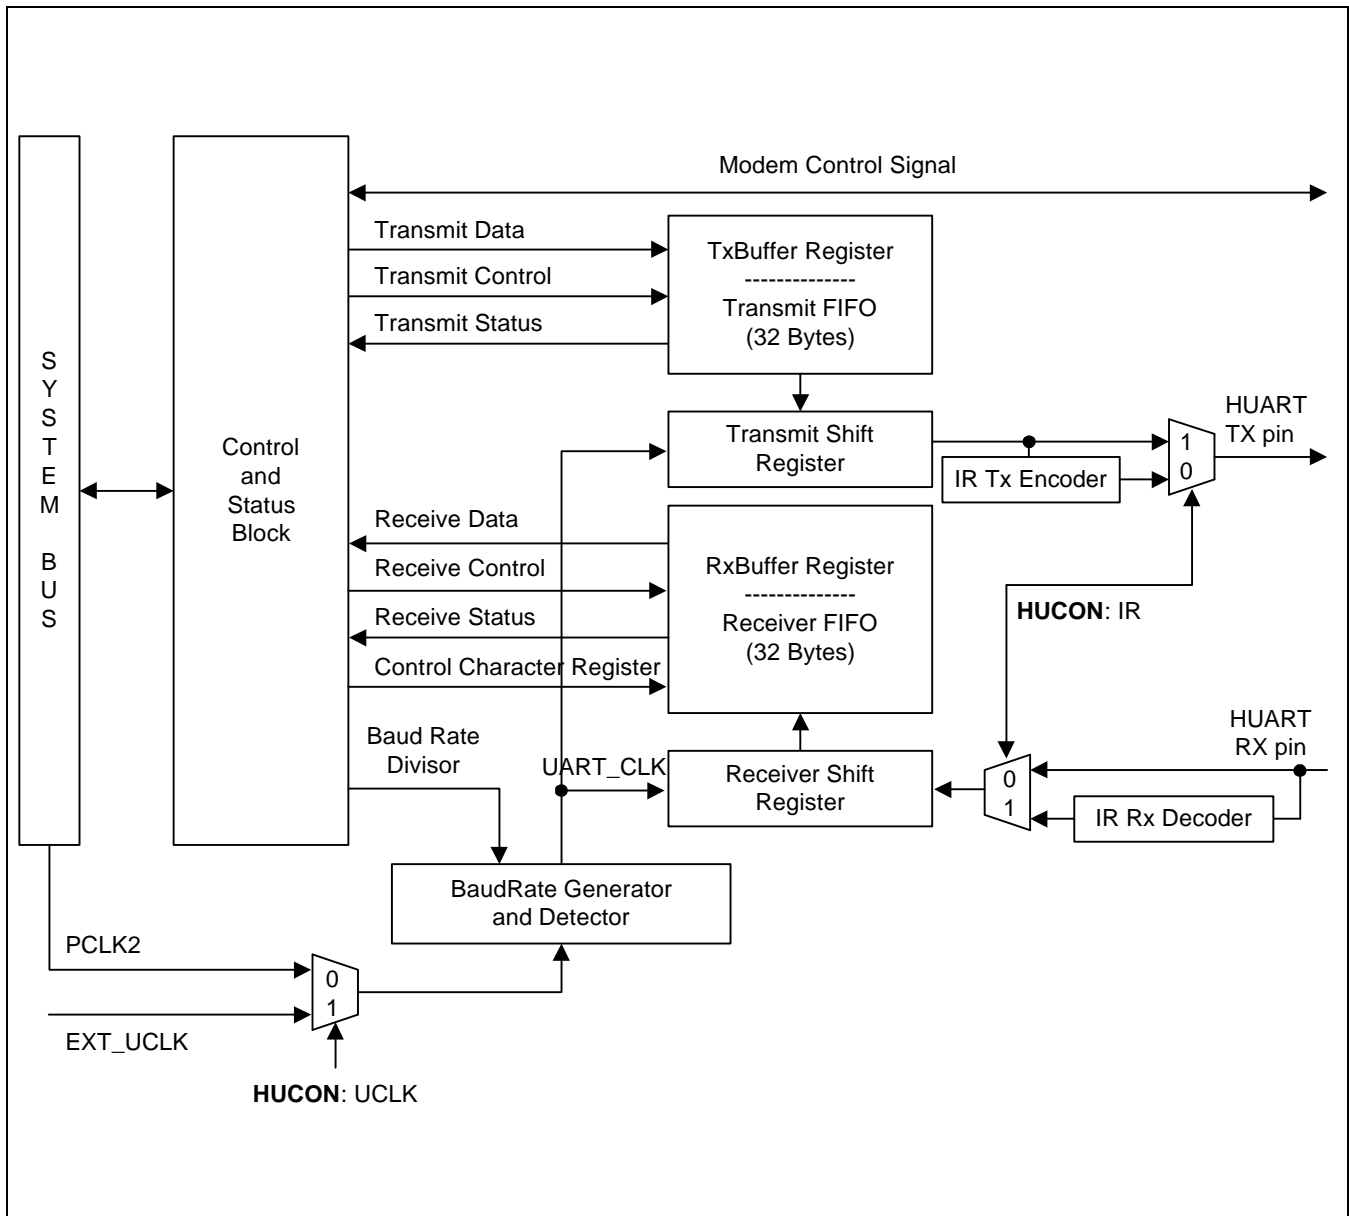 Modem Control Signal
Transmit Data
Transmit Control
Transmit Status
TxBuffer Register
--------------
Transmit FIFO
(32 Bytes)
SYSTEM BUS
Control
and
Status
Block
Transmit Shift
Register
IR Tx Encoder
1
0
HUART
TX pin
Receive Data
Receive Control
Receive Status
Control Character Register
RxBuffer Register
--------------
Receiver FIFO
(32 Bytes)
HUCON: IR
Baud Rate
Divisor
UART_CLK
Receiver Shift
Register
0
1
HUART
RX pin
IR Rx Decoder
BaudRate Generator
and Detector
PCLK2
EXT_UCLK
0
1
HUCON: UCLK